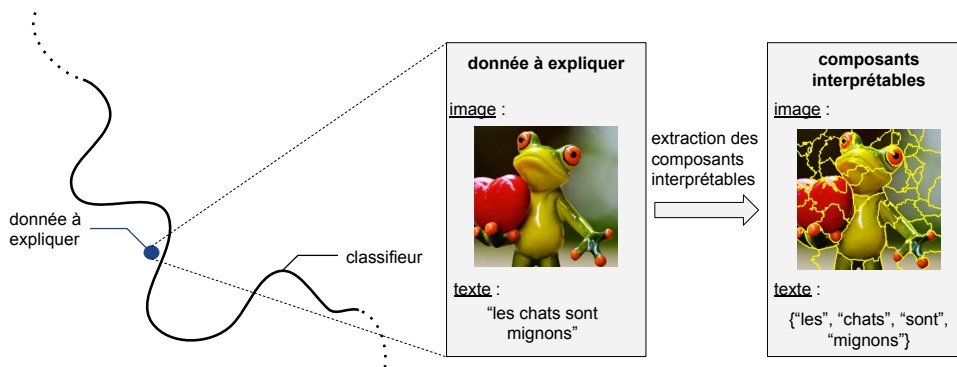 donnée à
expliquer
classifieur
donnée à expliquer
image :
texte :
“les chats sont
mignons”
extraction des
composants
interprétables
composants
interprétables
image :
texte :
{“les”, “chats”, “sont”,
“mignons”}